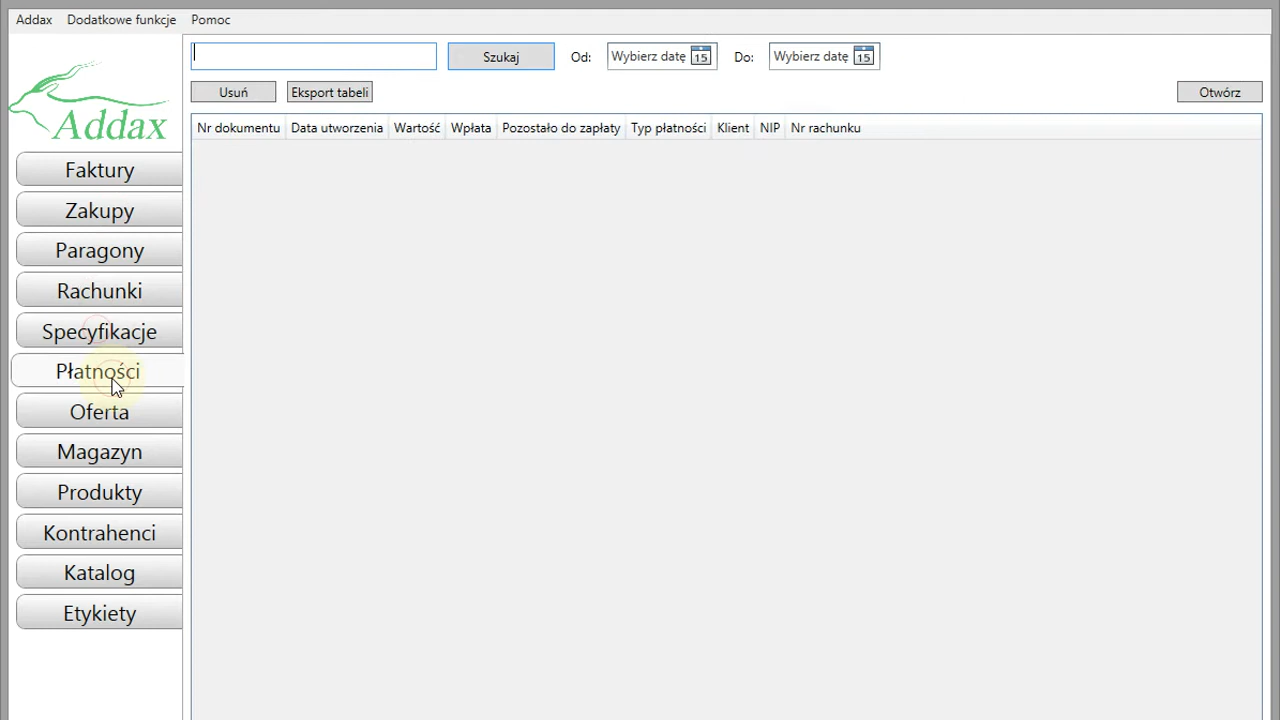 Addax Dodatkowe funkcje Pomoc
Szukaj Od: Wybierz datę 15 Do: Wybierz datę 15
Usuń Eksport tabeli Otwórz
Addax
Nr dokumentu Data utworzenia Wartość Wpłata Pozostało do zapłaty Typ płatności Klient NIP Nr rachunku
Faktury
Zakupy
Paragony
Rachunki
Specyfikacje
Płatności
Oferta
Magazyn
Produkty
Kontrahenci
Katalog
Etykiety